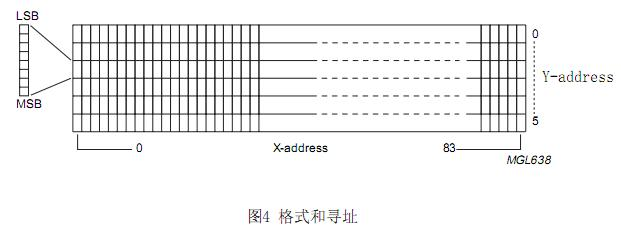 LSB
MSB
0
Y-address
5
0 X-address 83
MGL638
图4 格式和寻址